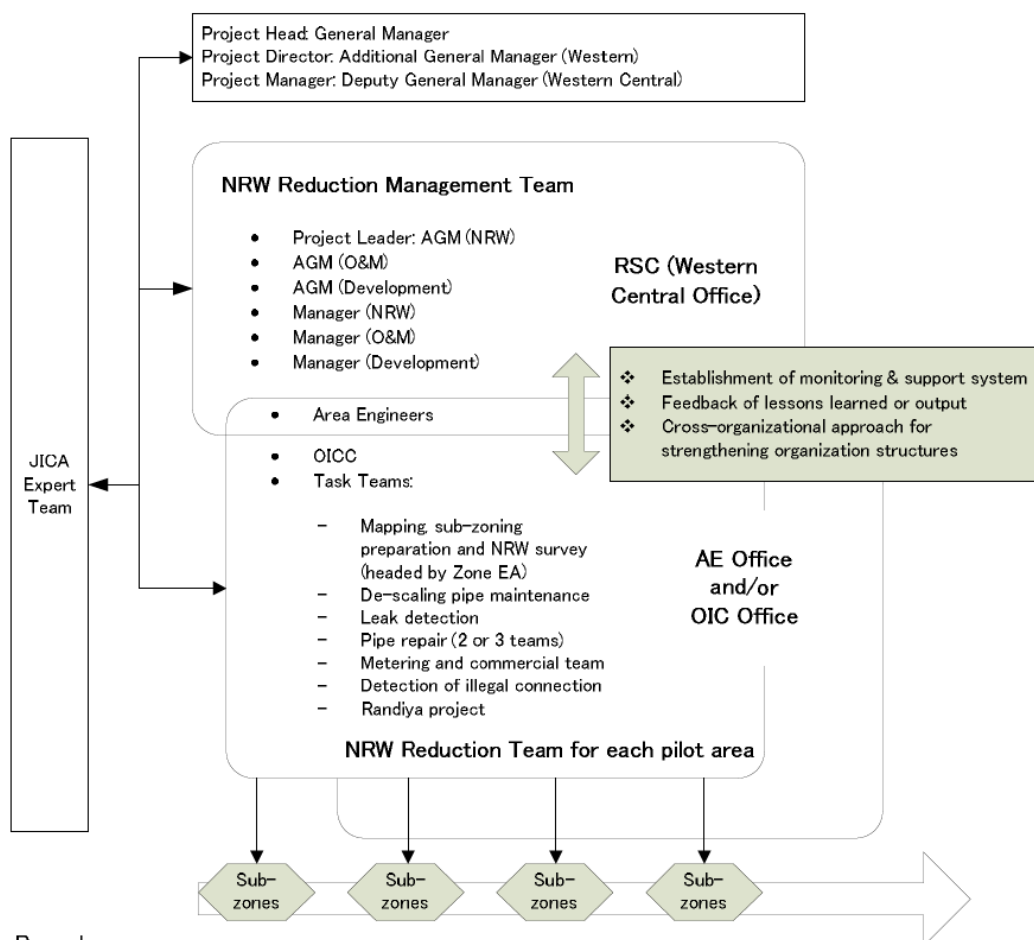 Project Head: General Manager
Project Director: Additional General Manager (Western)
Project Manager: Deputy General Manager (Western Central)
NRW Reduction Management Team
• Project Leader: AGM (NRW)
• AGM (O&M)
• AGM (Development)
• Manager (NRW)
• Manager (O&M)
• Manager (Development)
RSC (Western
Central Office)
❖ Establishment of monitoring & support system
❖ Feedback of lessons learned or output
❖ Cross-organizational approach for
strengthening organization structures
• Area Engineers
• OICC
• Task Teams:
– Mapping, sub-zoning
preparation and NRW survey
(headed by Zone EA)
– De-scaling pipe maintenance
– Leak detection
– Pipe repair (2 or 3 teams)
– Metering and commercial team
– Detection of illegal connection
– Randiya project
AE Office
and/or
OIC Office
NRW Reduction Team for each pilot area
JICA
Expert
Team
Sub-
zones
Sub-
zones
Sub-
zones
Sub-
zones